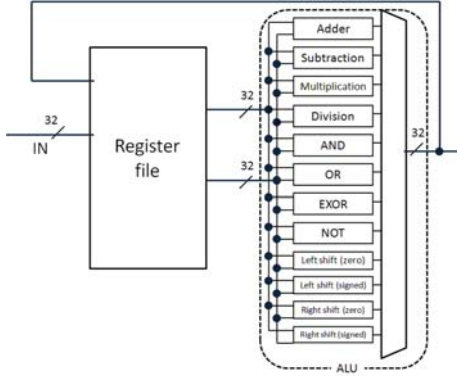 Adder
Subtraction
Multiplication
32
Division
32
32
IN
Register
file
AND
OR
32
EXOR
NOT
Left shift (zero)
Left shift (signed)
Right shift (zero)
Right shift (signed)
ALU